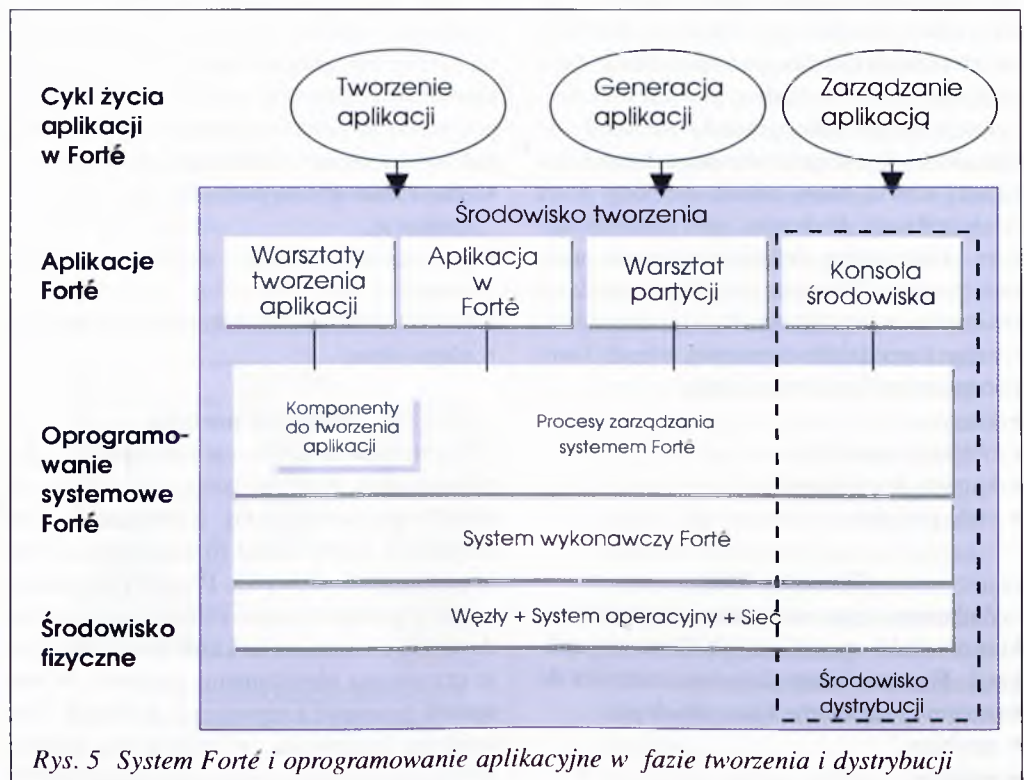 Cykl życia
aplikacji
w Forté
Tworzenie
aplikacji
Generacja
aplikacji
Zarządzanie
aplikacją
Środowisko tworzenia
Aplikacje
Forté
Warsztaty
tworzenia
aplikacji
Aplikacja
w
Forté
Warsztat
partycji
Konsola
środowiska
Oprogramo-
wanie
systemowe
Forté
Komponenty
do tworzenia
aplikacji
Procesy zarządzania
systemem Forté
System wykonawczy Forté
Środowisko
fizyczne
Węzły + System operacyjny + Sieć
Środowisko
dystrybucji
Rys. 5 System Forté i oprogramowanie aplikacyjne w fazie tworzenia i dystrybucji